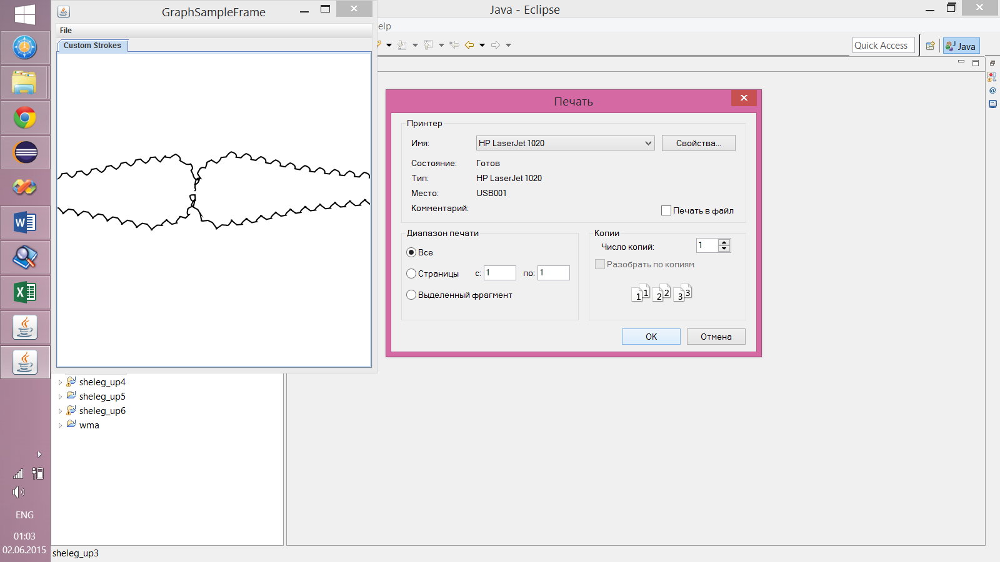 GraphSampleFrame
File
Custom Strokes
Java - Eclipse
elp
Quick Access
Java
Печать
Принтер
Имя: HP LaserJet 1020 Свойства...
Состояние: Готов
Тип: HP LaserJet 1020
Место: USB001
Комментарий:
Печать в файл
Диапазон печати
Все
Страницы с: 1 по: 1
Выделенный фрагмент
Копии
Число копий: 1
Разобрать по копиям
1 1 2 2 3 3
OK Отмена
sheleg_up4
sheleg_up5
sheleg_up6
wma
ENG
01:03
02.06.2015
sheleg_up3